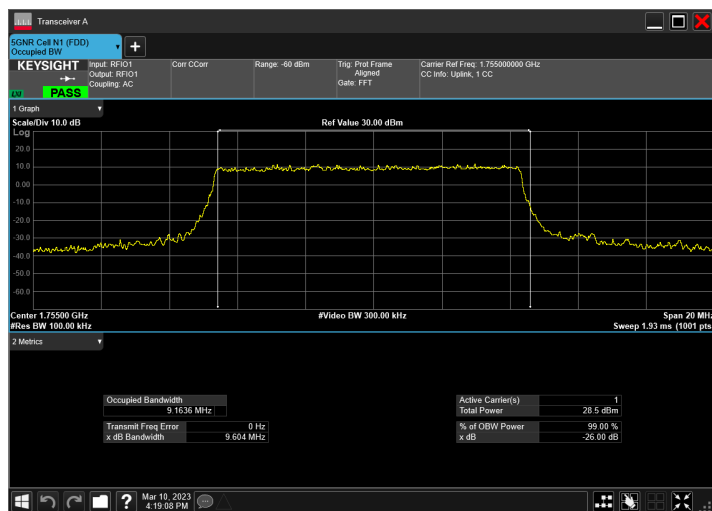 Transceiver A
5GNR Cell N1 (FDD)
Occupied BW
KEYSIGHT
Input: RFIO1
Output: RFIO1
Coupling: AC
Corr CCorr
Range: -60 dBm
Trig: Prot Frame
Aligned
Gate: FFT
Carrier Ref Freq: 1.755000000 GHz
CC Info: Uplink, 1 CC
LXI
PASS
1 Graph
Scale/Div 10.0 dB
Ref Value 30.00 dBm
Log
20.0
10.0
0.00
-10.0
-20.0
-30.0
-40.0
-50.0
-60.0
Center 1.75500 GHz
#Video BW 300.00 kHz
Span 20 MHz
#Res BW 100.00 kHz
Sweep 1.93 ms (1001 pts
2 Metrics
Occupied Bandwidth
9.1636 MHz
Transmit Freq Error 0 Hz
x dB Bandwidth 9.604 MHz
Active Carrier(s) 1
Total Power 28.5 dBm
% of OBW Power 99.00 %
x dB -26.00 dB
Mar 10, 2023
4:19:08 PM